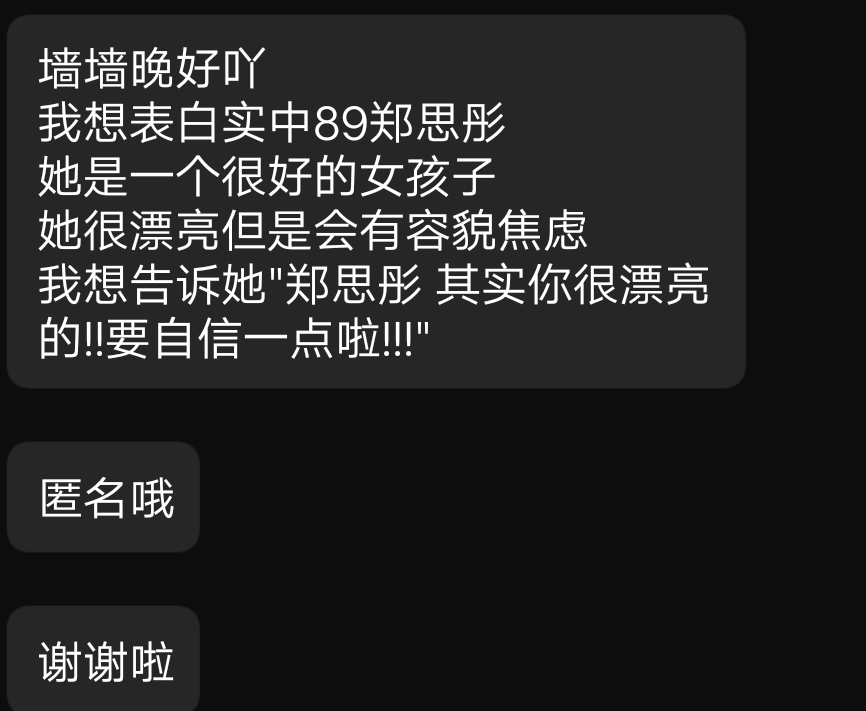 墙墙晚好吖
我想表白实中89郑思彤
她是一个很好的女孩子
她很漂亮但是会有容貌焦虑
我想告诉她"郑思彤 其实你很漂亮
的!!要自信一点啦!!!"
匿名哦
谢谢啦